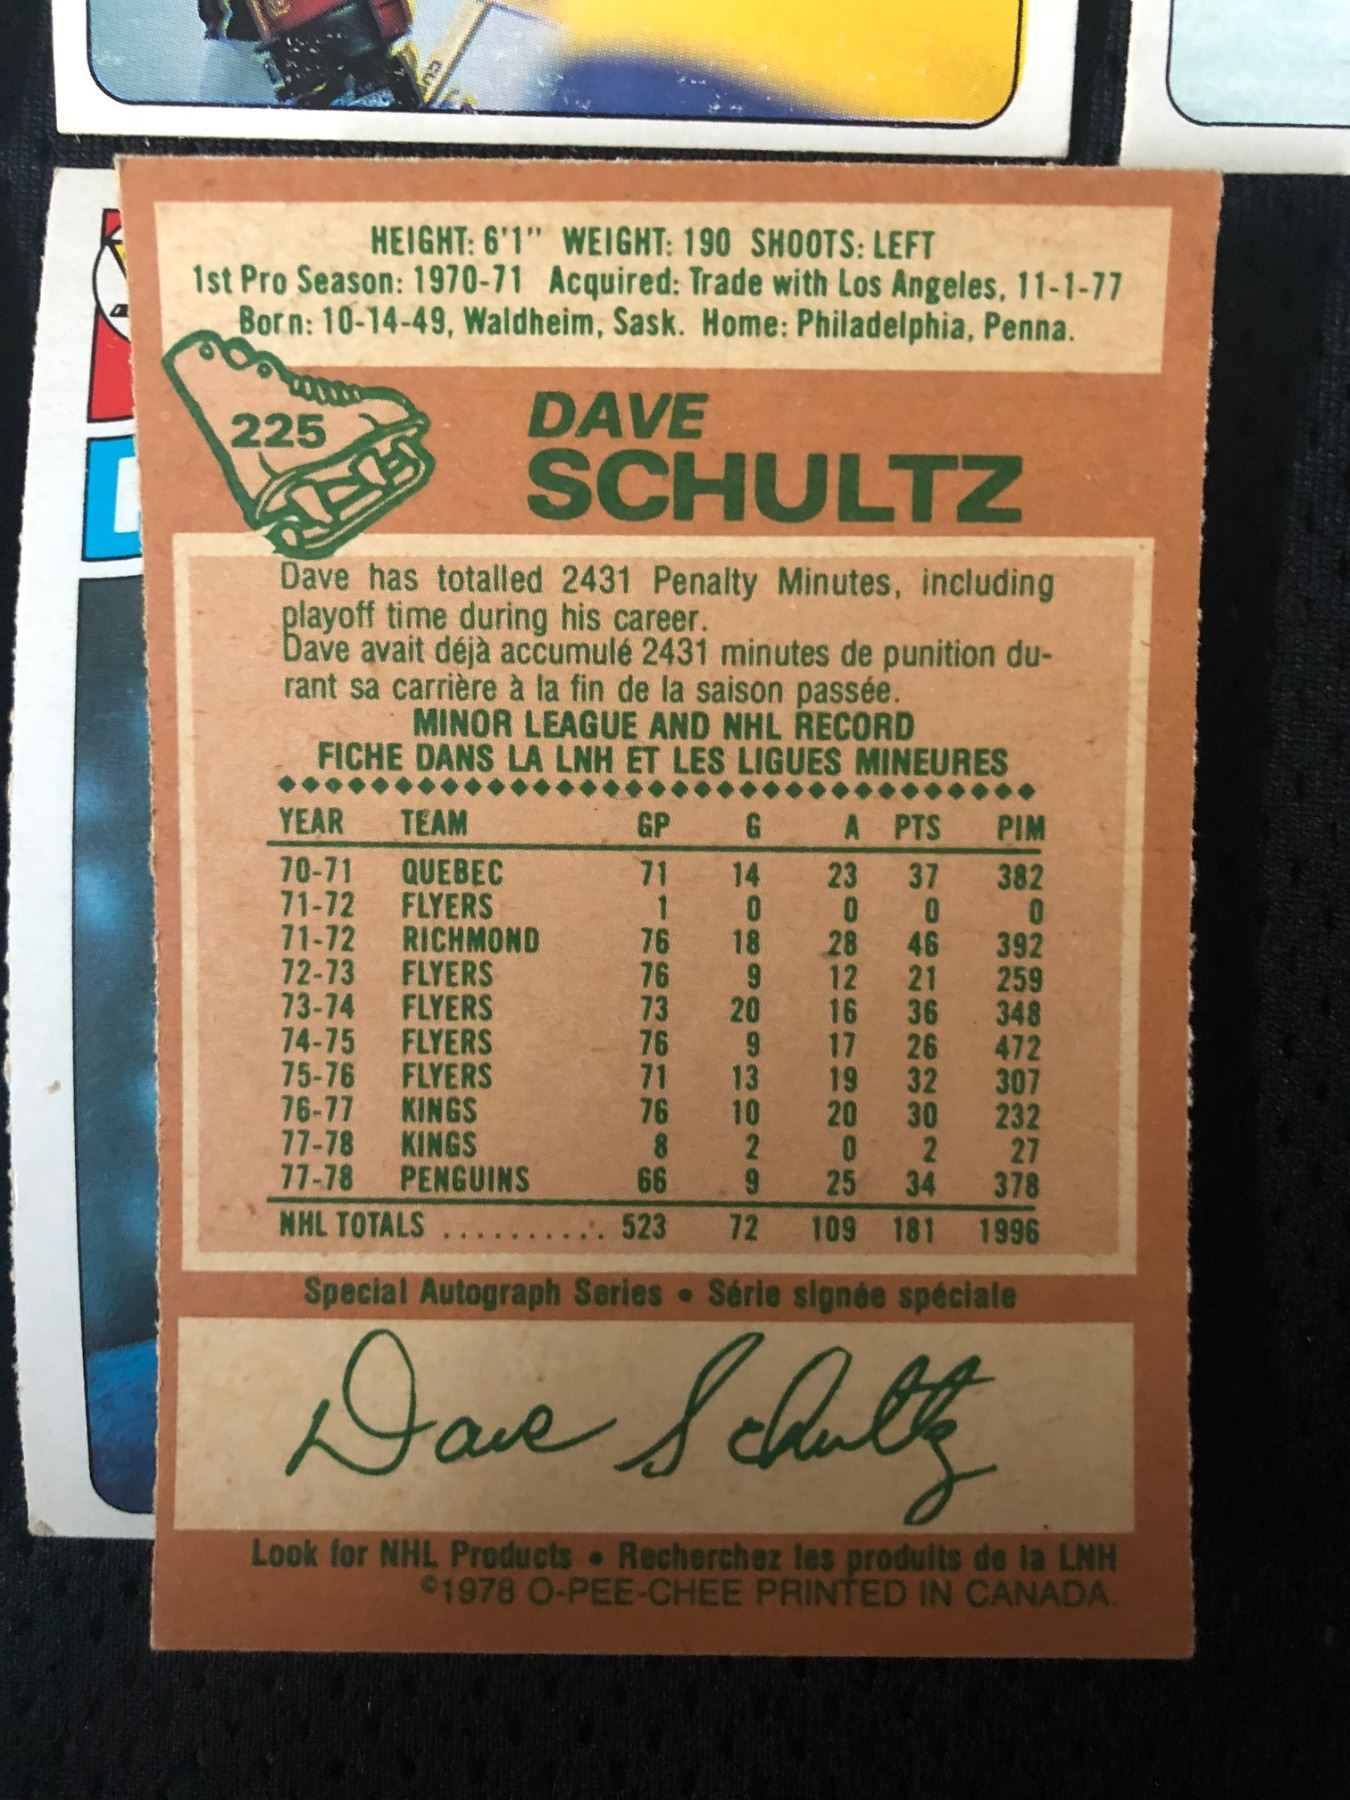 HEIGHT: 6'1" WEIGHT: 190 SHOOTS: LEFT
1st Pro Season: 1970-71 Acquired: Trade with Los Angeles, 11-1-77
Born: 10-14-49, Waldheim, Sask. Home: Philadelphia, Penna.
225
DAVE
SCHULTZ
Dave has totalled 2431 Penalty Minutes, including
playoff time during his career.
Dave avait déjà accumulé 2431 minutes de punition du-
rant sa carrière à la fin de la saison passée.
MINOR LEAGUE AND NHL RECORD
FICHE DANS LA LNH ET LES LIGUES MINEURES
YEAR TEAM GP G A PTS PIM
70-71 QUEBEC 71 14 23 37 382
71-72 FLYERS 1 0 0 0 0
71-72 RICHMOND 76 18 28 46 392
72-73 FLYERS 76 9 12 21 259
73-74 FLYERS 73 20 16 36 348
74-75 FLYERS 76 9 17 26 472
75-76 FLYERS 71 13 19 32 307
76-77 KINGS 76 10 20 30 232
77-78 KINGS 8 2 0 2 27
77-78 PENGUINS 66 9 25 34 378
NHL TOTALS .......... 523 72 109 181 1996
Special Autograph Series • Série signée spéciale
Dave Schultz
Look for NHL Products • Recherchez les produits de la LNH
©1978 O-PEE-CHEE PRINTED IN CANADA.